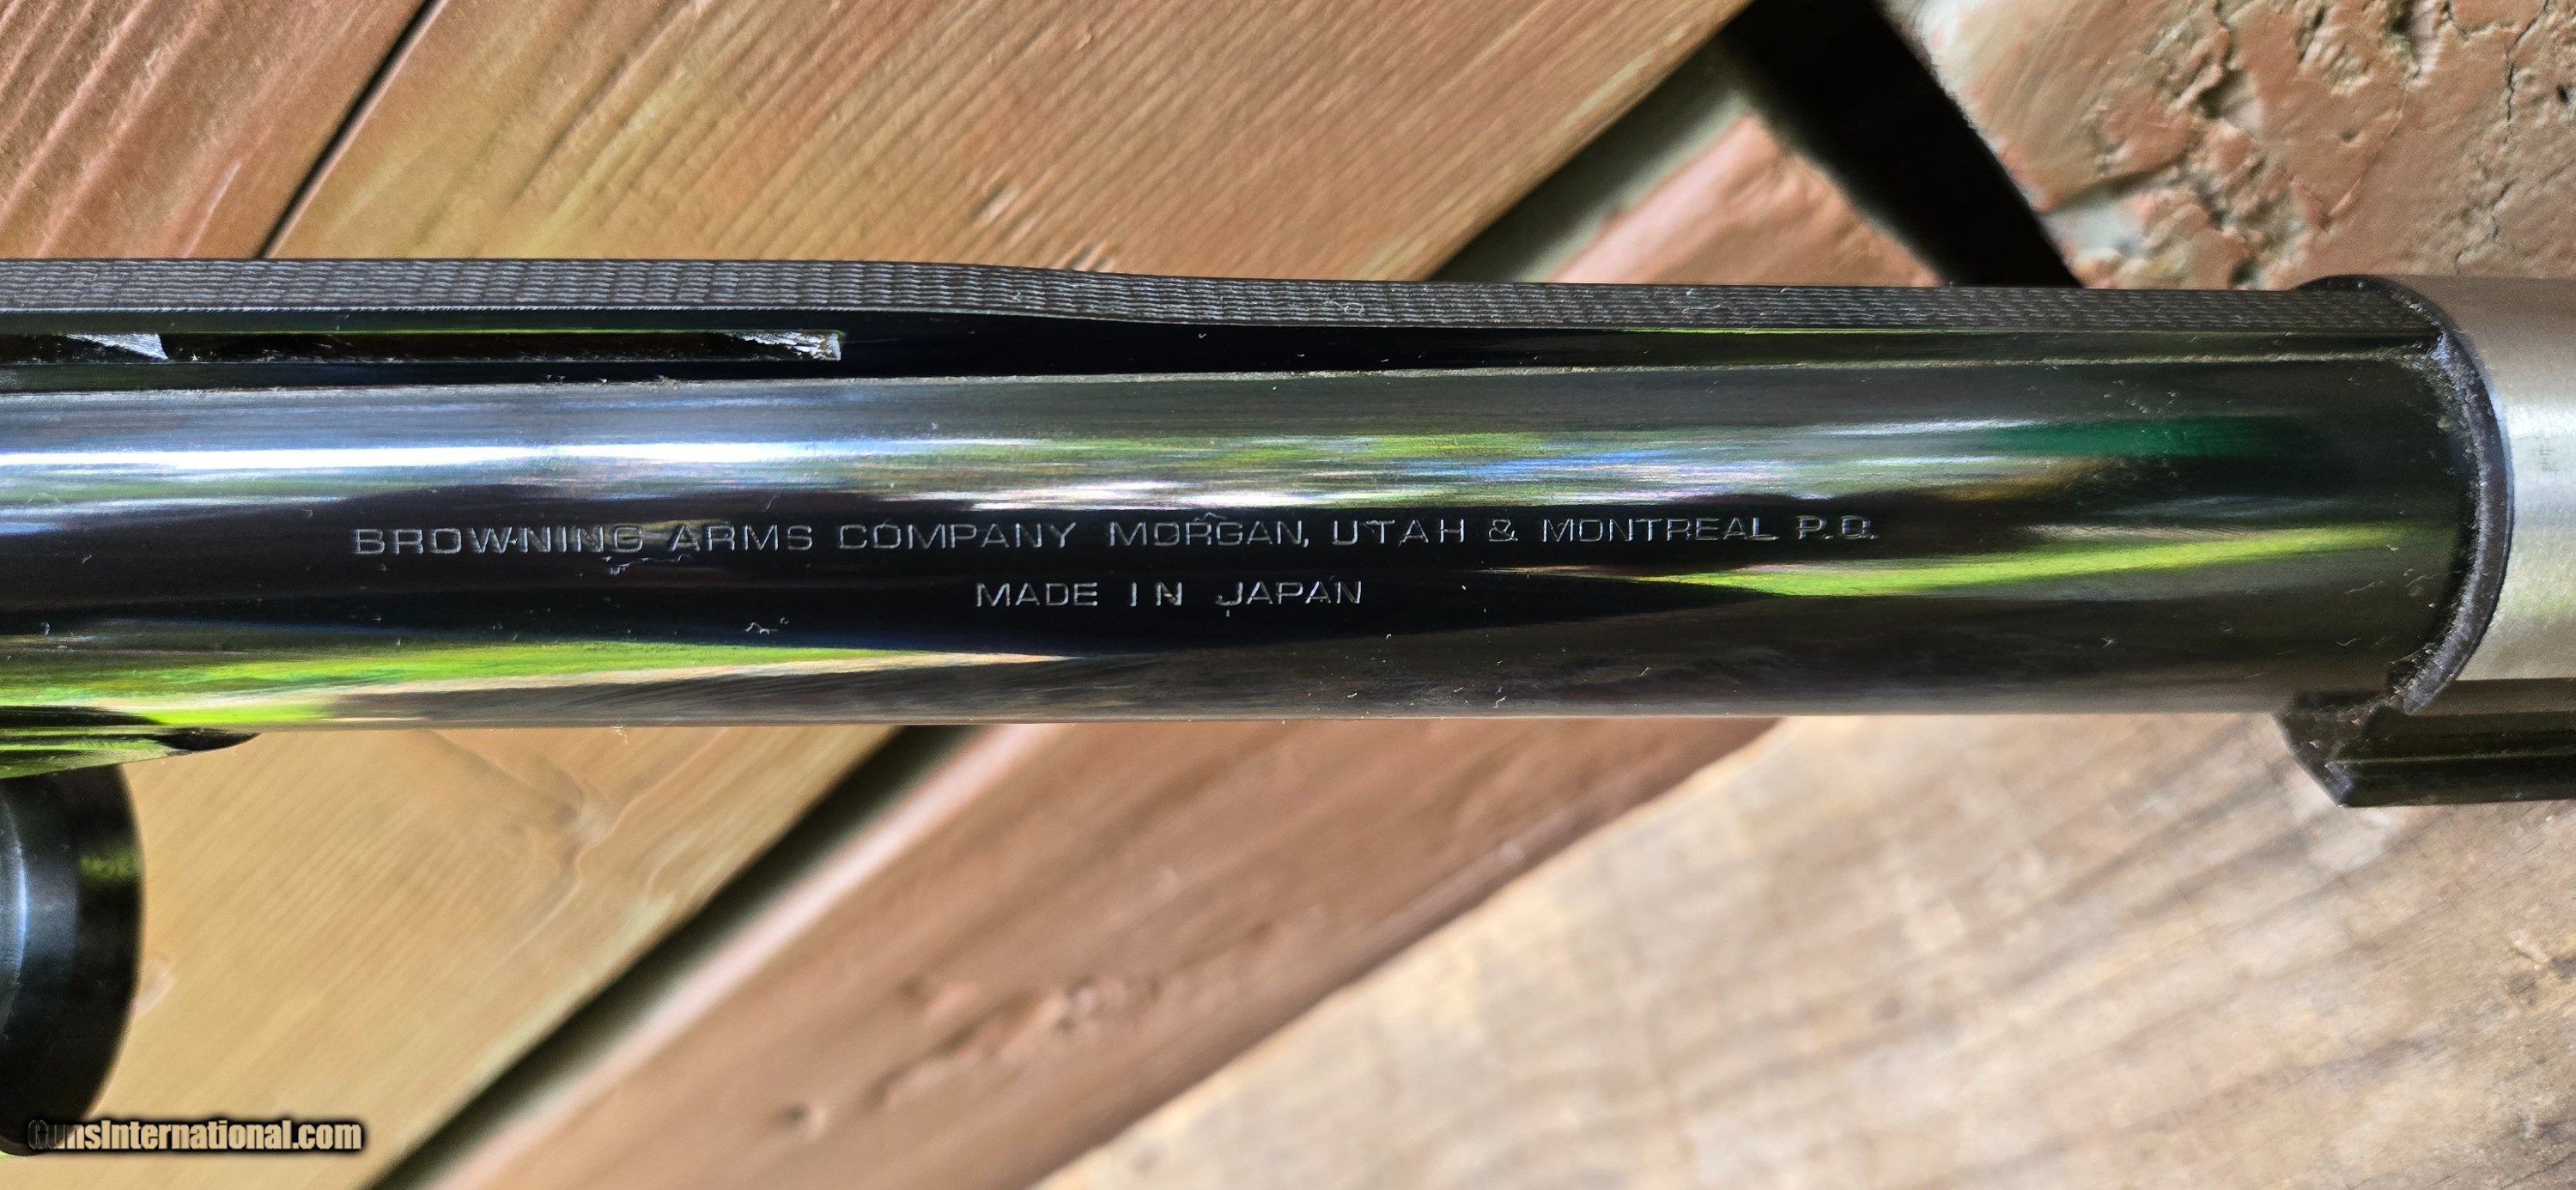 BROWNING ARMS COMPANY MORGAN, UTAH & MONTREAL P.Q.
MADE IN JAPAN
GunsInternational.com